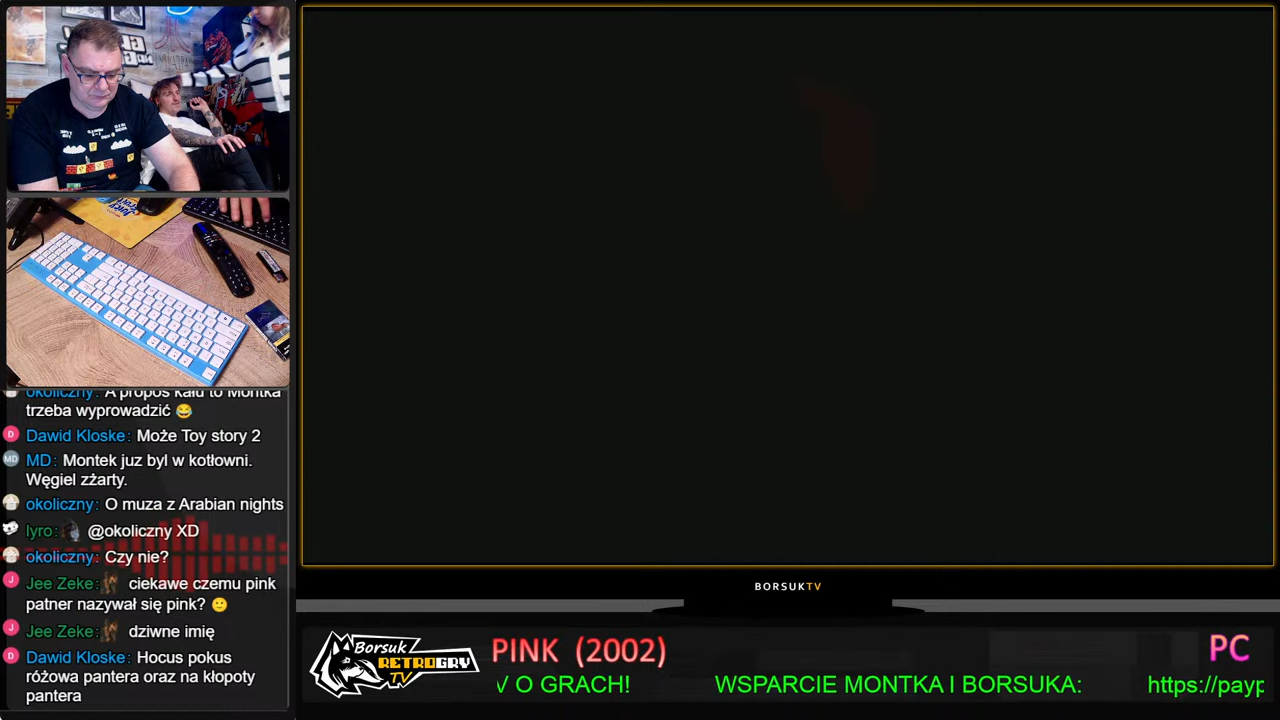 okoliczny: A propos kału to Montka
trzeba wyprowadzić 😂
Dawid Kloske: Może Toy story 2
MD: Montek juz byl w kotłowni.
Węgiel zżarty.
okoliczny: O muza z Arabian nights
lyro: @okoliczny XD
okoliczny: Czy nie?
Jee Zeke: ciekawe czemu pink
patner nazywał się pink? 🙂
Jee Zeke: dziwne imię
Dawid Kloske: Hocus pokus
różowa pantera oraz na kłopoty
pantera
BORSUKTV
Borsuk
RETROGRY
TV
PINK (2002)
PC
V O GRACH! WSPARCIE MONTKA I BORSUKA: https://payp